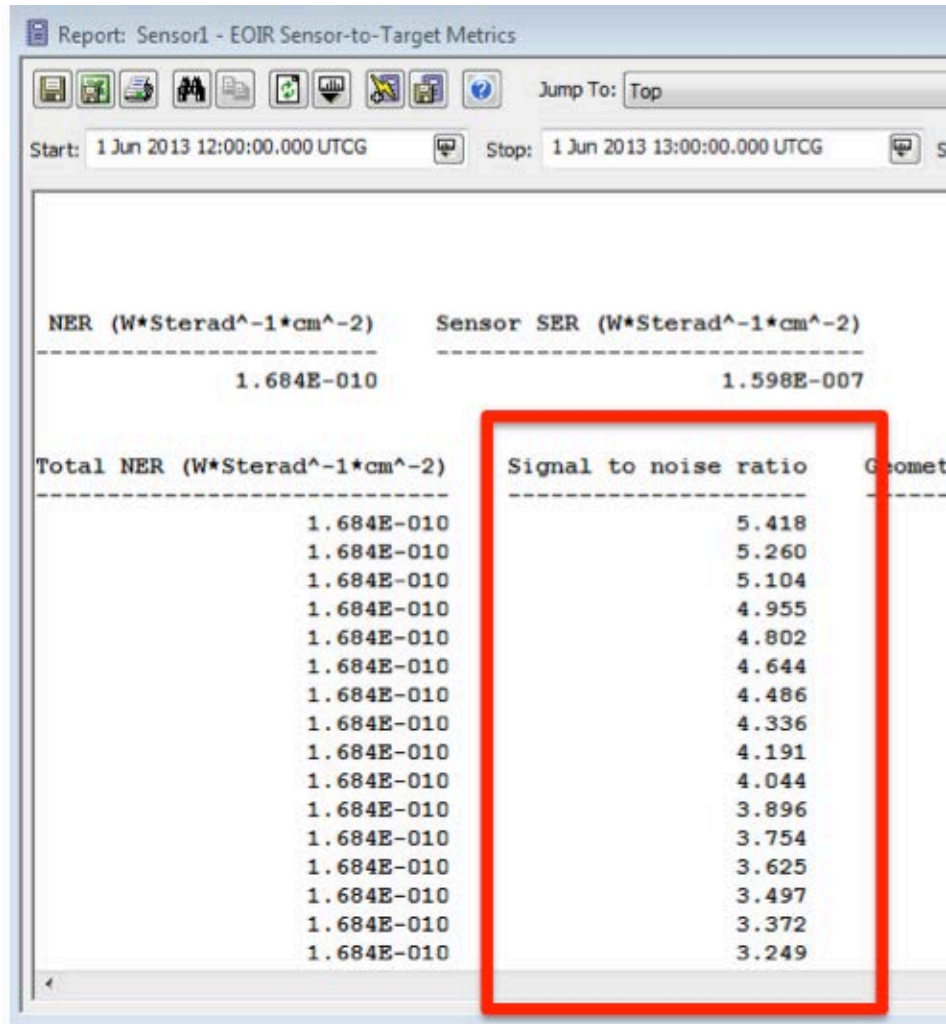 Report: Sensor1 - EOIR Sensor-to-Target Metrics
Jump To: Top
Start: 1 Jun 2013 12:00:00.000 UTCG Stop: 1 Jun 2013 13:00:00.000 UTCG S
NER (W*Sterad^-1*cm^-2) Sensor SER (W*Sterad^-1*cm^-2)
1.684E-010 1.598E-007
Total NER (W*Sterad^-1*cm^-2) Signal to noise ratio Geomet
1.684E-010 5.418
1.684E-010 5.260
1.684E-010 5.104
1.684E-010 4.955
1.684E-010 4.802
1.684E-010 4.644
1.684E-010 4.486
1.684E-010 4.336
1.684E-010 4.191
1.684E-010 4.044
1.684E-010 3.896
1.684E-010 3.754
1.684E-010 3.625
1.684E-010 3.497
1.684E-010 3.372
1.684E-010 3.249